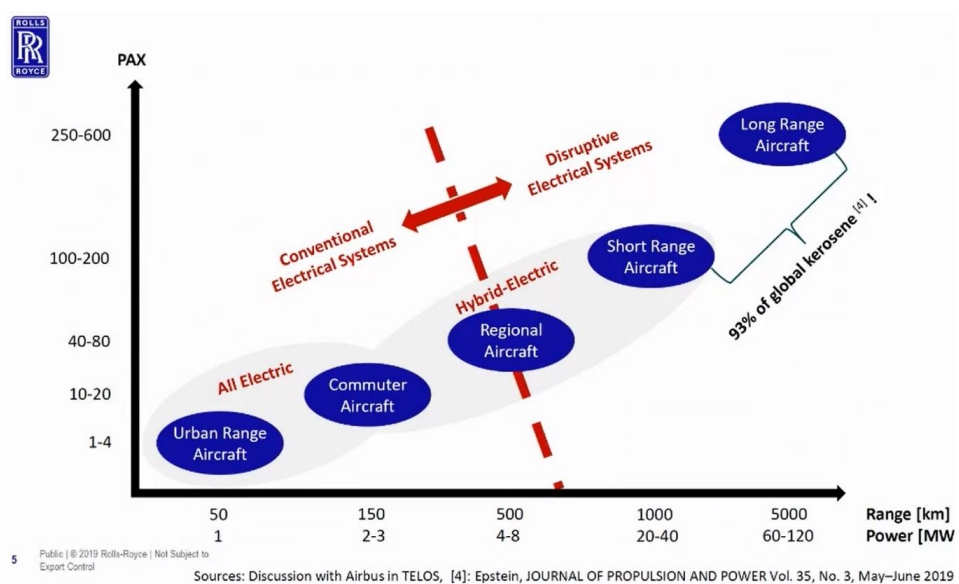 ROLLS
RR
ROYCE
PAX
250-600
100-200
40-80
10-20
1-4
Long Range
Aircraft
Disruptive
Electrical Systems
Conventional
Electrical Systems
Short Range
Aircraft
93% of global kerosene [4] !
Hybrid-Electric
Regional
Aircraft
All Electric
Commuter
Aircraft
Urban Range
Aircraft
50 150 500 1000 5000 Range [km]
1 2-3 4-8 20-40 60-120 Power [MW
5
Public | © 2019 Rolls-Royce | Not Subject to
Export Control
Sources: Discussion with Airbus in TELOS, [4]: Epstein, JOURNAL OF PROPULSION AND POWER Vol. 35, No. 3, May–June 2019